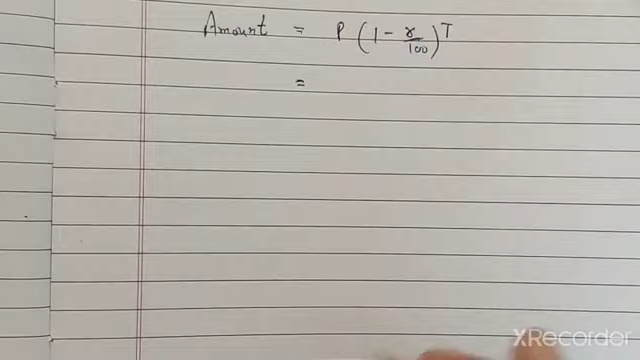 Amount = P (1 - r/100)^T
=
XRecorder